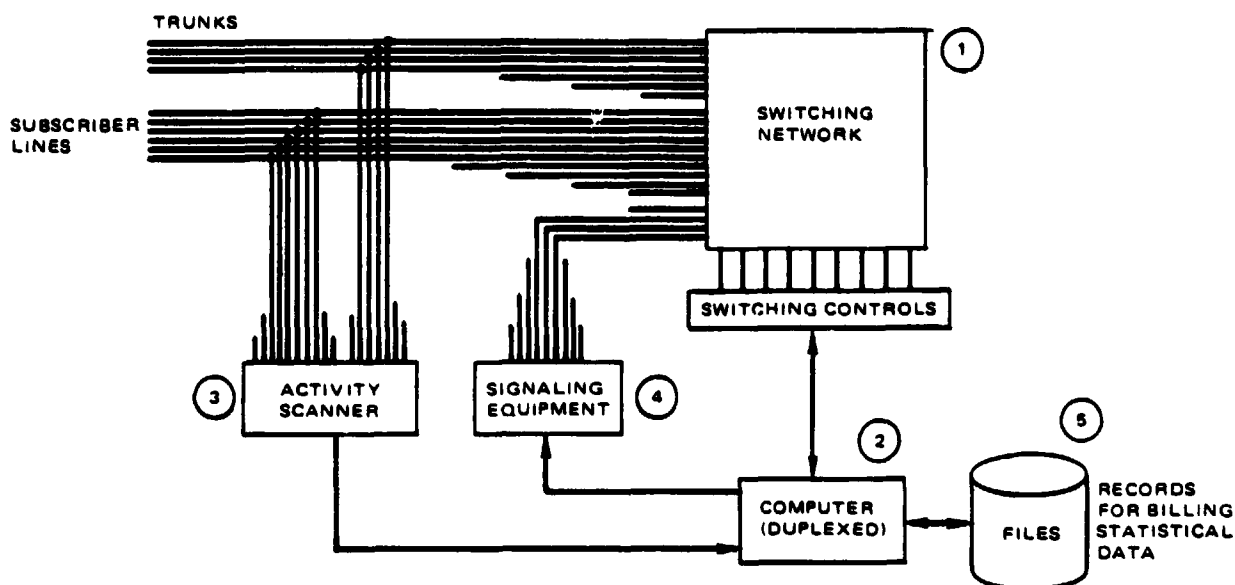 TRUNKS
1
SWITCHING
NETWORK
SUBSCRIBER
LINES
SWITCHING CONTROLS
3
ACTIVITY
SCANNER
SIGNALING
EQUIPMENT
4
2
5
COMPUTER
(DUPLEXED)
FILES
RECORDS
FOR BILLING
STATISTICAL
DATA